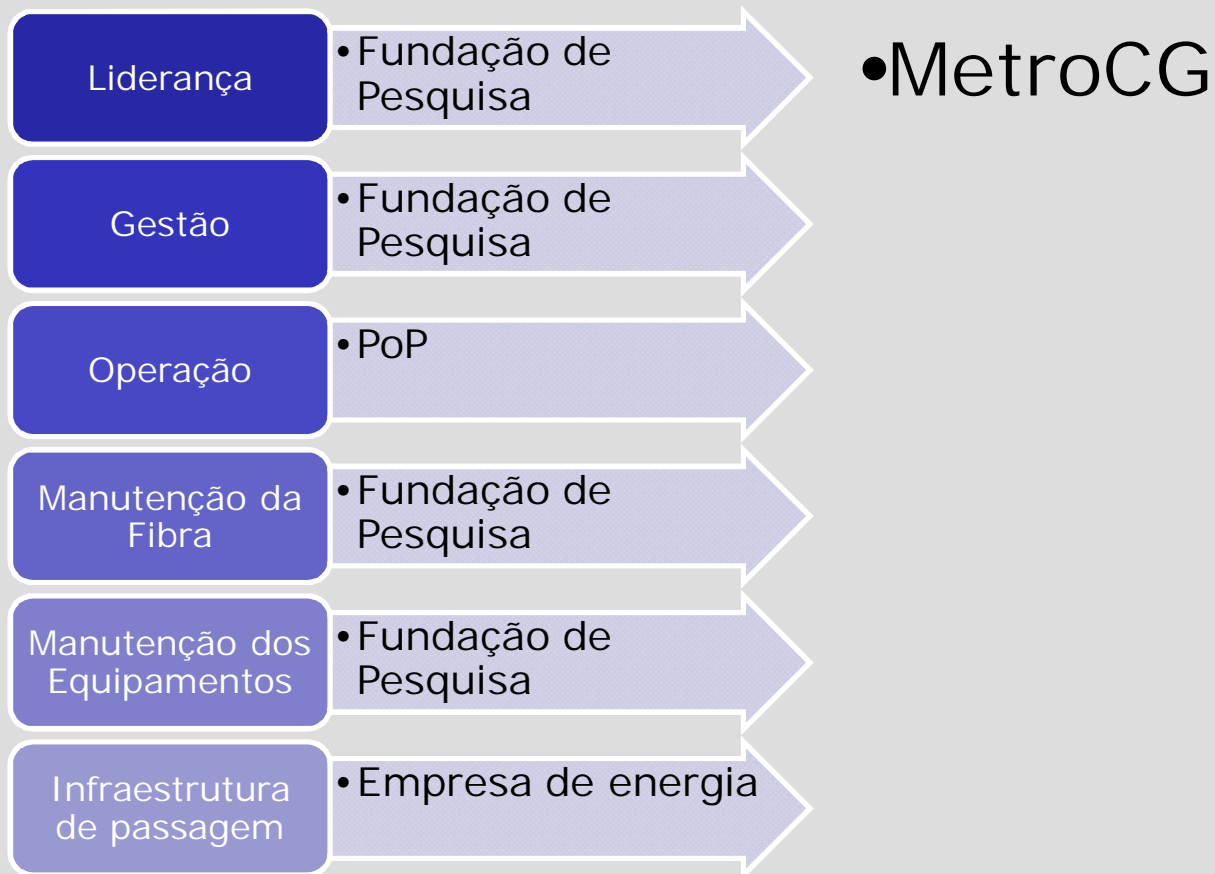 Liderança
•Fundação de
Pesquisa
•MetroCG
Gestão
•Fundação de
Pesquisa
Operação
•PoP
Manutenção da
Fibra
•Fundação de
Pesquisa
Manutenção dos
Equipamentos
•Fundação de
Pesquisa
Infraestrutura
de passagem
•Empresa de energia